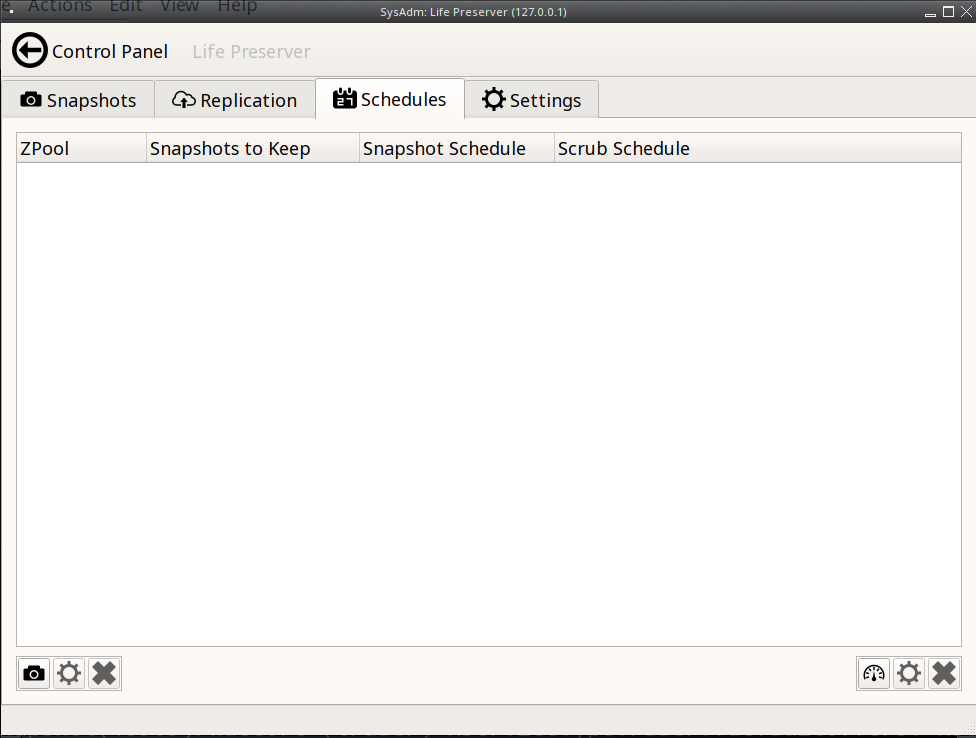 e Actions Edit View Help
SysAdm: Life Preserver (127.0.0.1)
Control Panel Life Preserver
Snapshots Replication Schedules Settings
ZPool Snapshots to Keep Snapshot Schedule Scrub Schedule